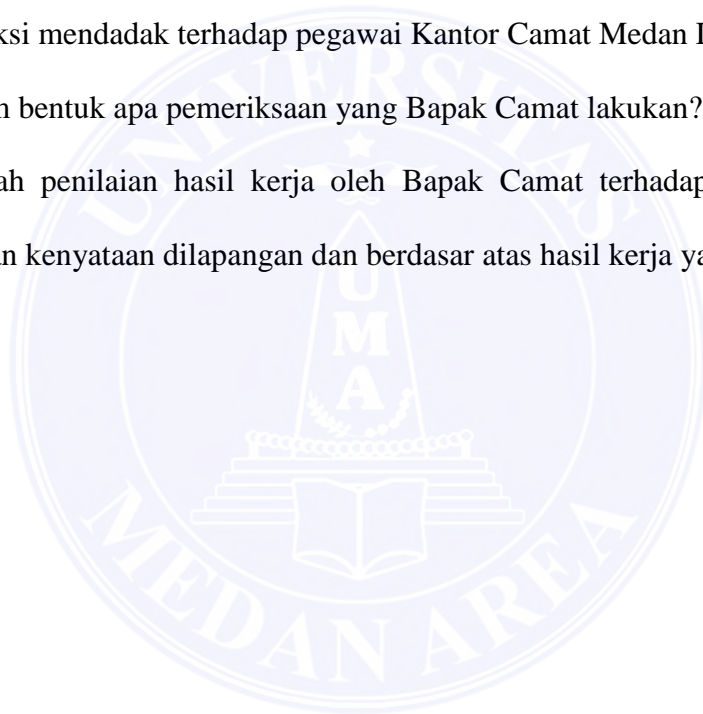 ksi mendadak terhadap pegawai Kantor Camat Medan
bentuk apa pemeriksaan yang Bapak Camat lakukan?
ah penilaian hasil kerja oleh Bapak Camat terhadap
n kenyataan dilapangan dan berdasar atas hasil kerja
UNIVERSITAS
UMA
MEDAN AREA